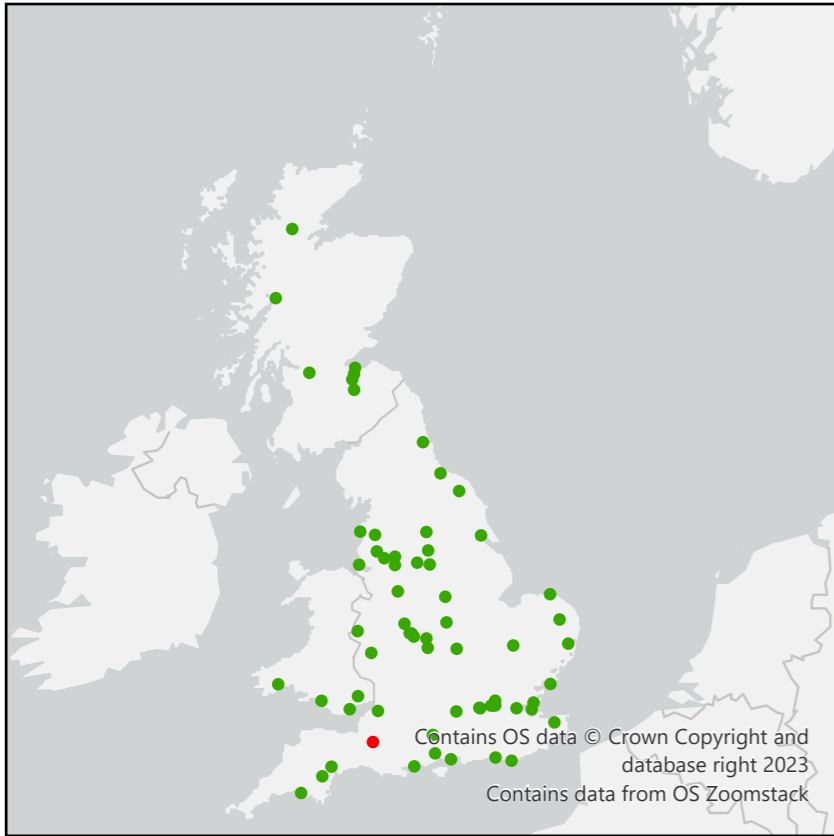 Contains OS data © Crown Copyright and
database right 2023
Contains data from OS Zoomstack